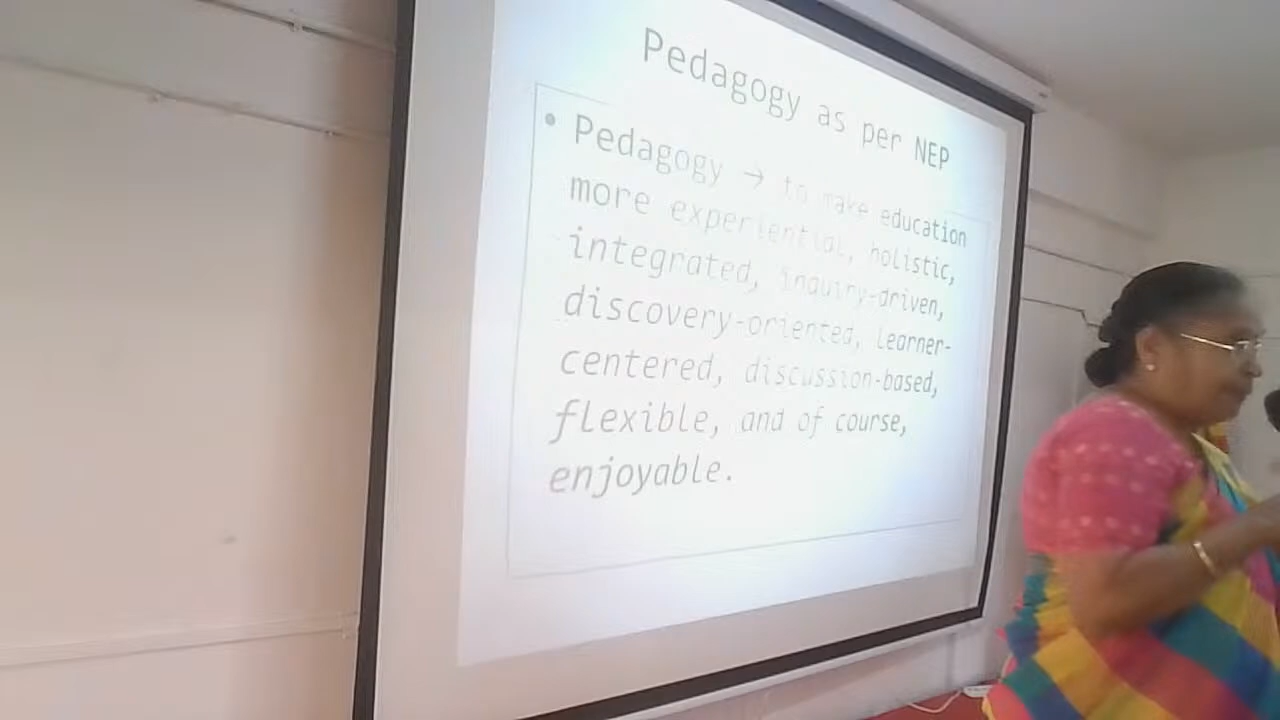 Pedagogy as per NEP
• Pedagogy → to make education
more experiential, holistic,
integrated, inquiry-driven,
discovery-oriented, learner-
centered, discussion-based,
flexible, and of course,
enjoyable.